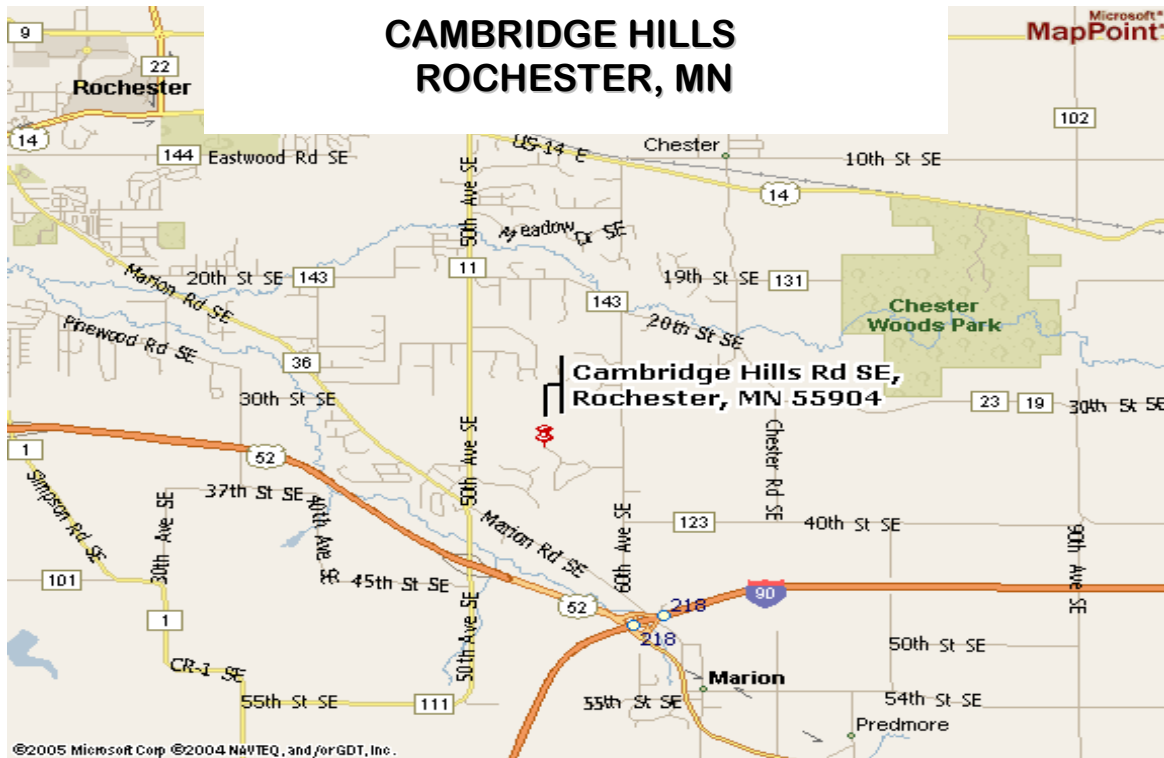 CAMBRIDGE HILLS
ROCHESTER, MN
Microsoft®
MapPoint®
9
22
Rochester
14
144
Eastwood Rd SE
US-14 E
Chester
10th St SE
102
14
50th Ave SE
Meadow Dr SE
11
20th St SE
143
19th St SE
131
143
20th St SE
Chester
Woods Park
Marion Rd SE
Pinewood Rd SE
36
30th St SE
Cambridge Hills Rd SE,
Rochester, MN 55904
23
19
30th St SE
1
52
50th Ave SE
Chester Rd SE
Simpson Rd SE
37th St SE
40th Ave SE
30th Ave SE
Marion Rd SE
60th Ave SE
123
40th St SE
90th Ave SE
101
45th St SE
52
218
90
218
1
50th Ave SE
50th St SE
CR-1 SE
Marion
55th St SE
111
55th St SE
54th St SE
Predmore
©2005 Microsoft Corp ©2004 NAVTEQ, and/or GDT, Inc.